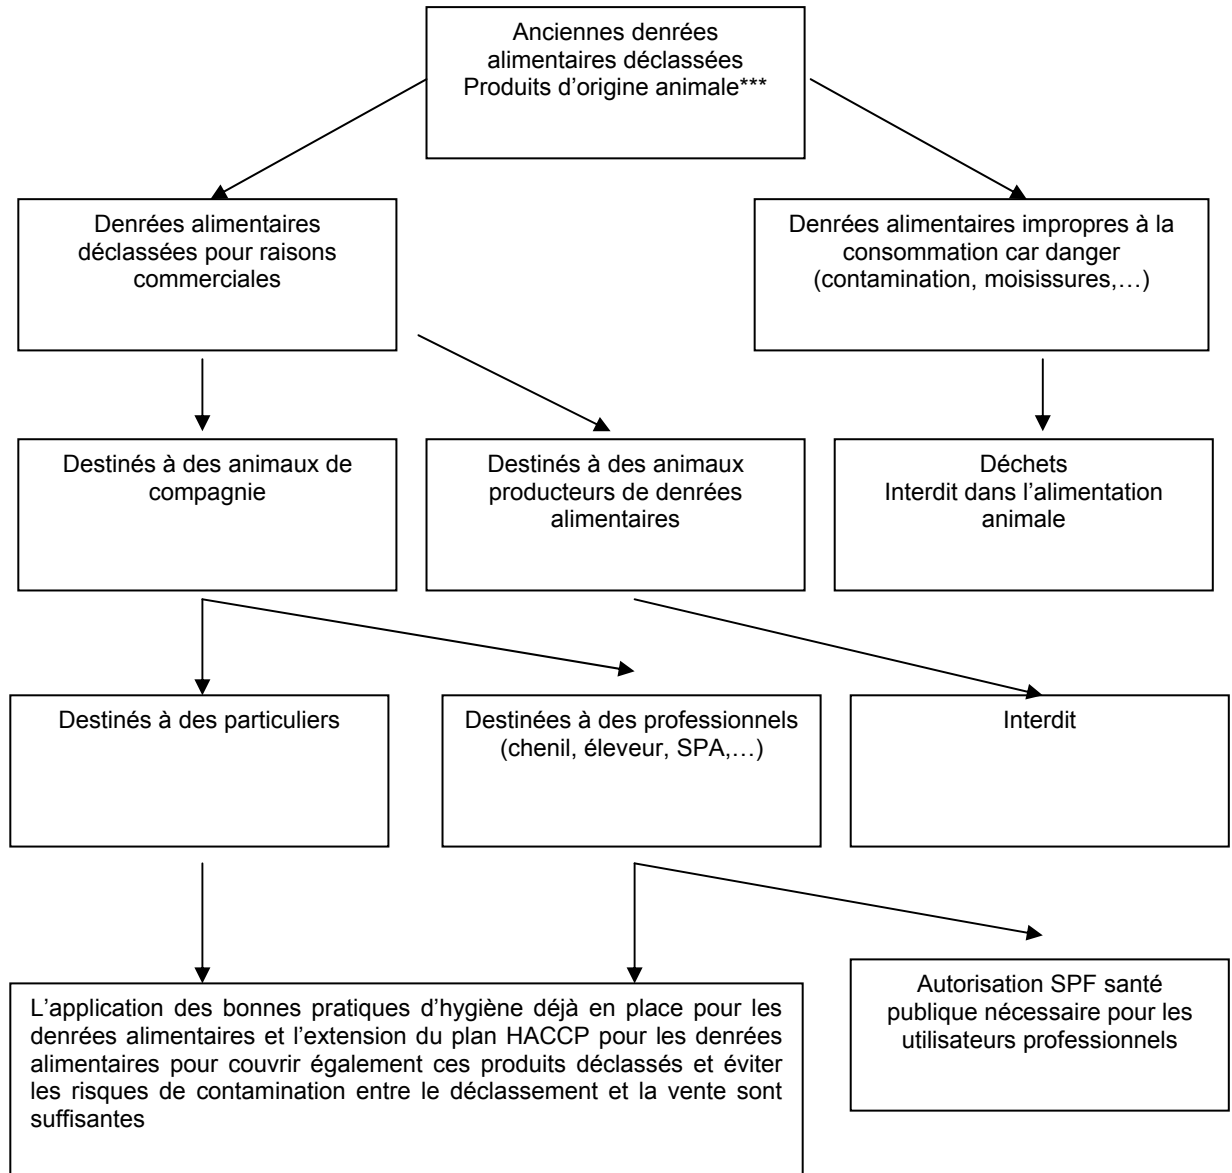 Anciennes denrées
alimentaires déclassées
Produits d’origine animale***
Denrées alimentaires
déclassées pour raisons
commerciales
Denrées alimentaires impropres à la
consommation car danger
(contamination, moisissures,…)
Destinés à des animaux de
compagnie
Destinés à des animaux
producteurs de denrées
alimentaires
Déchets
Interdit dans l’alimentation
animale
Destinés à des particuliers
Destinées à des professionnels
(chenil, éleveur, SPA,…)
Interdit
L’application des bonnes pratiques d’hygiène déjà en place pour les
denrées alimentaires et l’extension du plan HACCP pour les denrées
alimentaires pour couvrir également ces produits déclassés et éviter
les risques de contamination entre le déclassement et la vente sont
suffisantes
Autorisation SPF santé
publique nécessaire pour les
utilisateurs professionnels